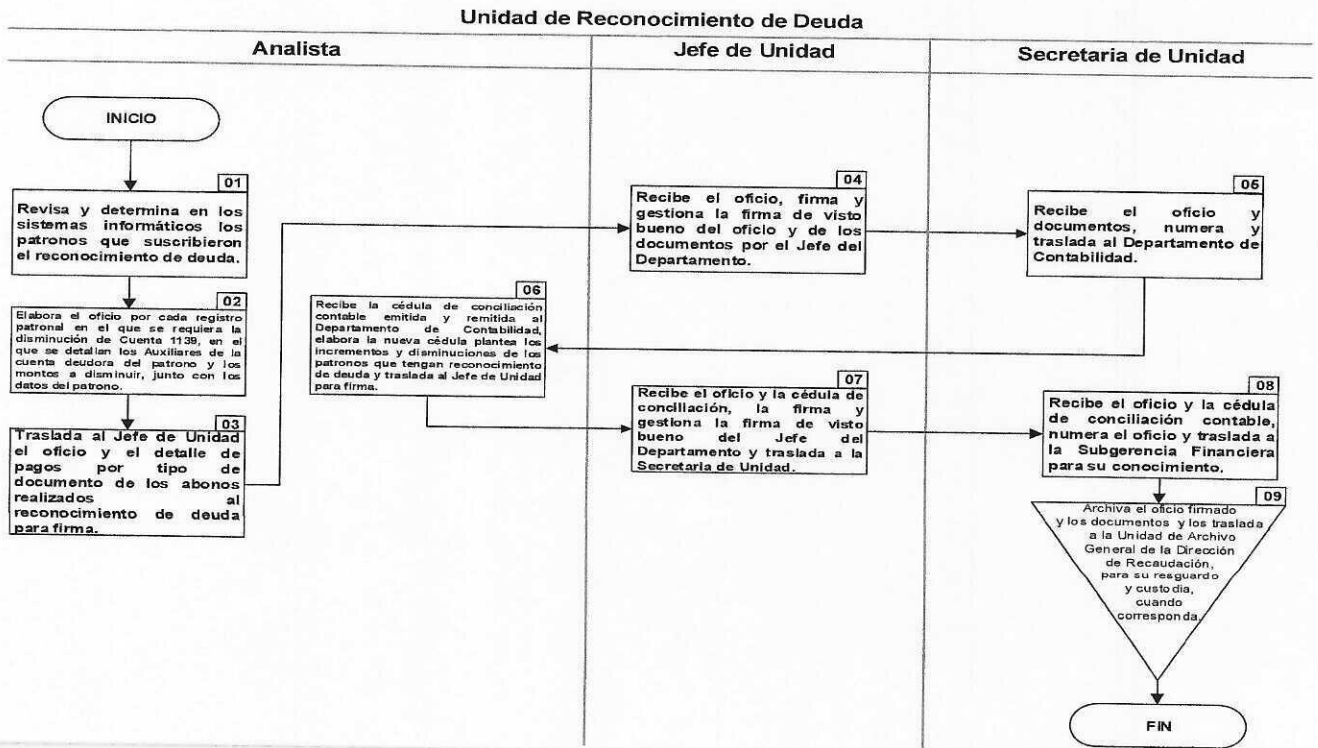 Unidad de Reconocimiento de Deuda
Analista
Jefe de Unidad
Secretaria de Unidad
INICIO
01
Revisa y determina en los
sistemas informáticos los
patronos que suscribieron
el reconocimiento de deuda.
02
Elabora el oficio por cada registro
patronal en el que se requiera la
disminución de Cuenta 1139, en el
que se detallan los Auxiliares de la
cuenta deudora del patrono y los
montos a disminuir, junto con los
datos del patrono.
03
Traslada al Jefe de Unidad
el oficio y el detalle de
pagos por tipo de
documento de los abonos
realizados al
reconocimiento de deuda
para firma.
04
Recibe el oficio, firma y
gestiona la firma de visto
bueno del oficio y de los
documentos por el Jefe del
Departamento.
05
Recibe el oficio y
documentos, numera y
traslada al Departamento de
Contabilidad.
06
Recibe la cédula de conciliación
contable emitida y remitida al
Departamento de Contabilidad,
elabora la nueva cédula plantea los
incrementos y disminuciones de los
patronos que tengan reconocimiento
de deuda y traslada al Jefe de Unidad
para firma.
07
Recibe el oficio y la cédula de
conciliación, la firma y
gestiona la firma de visto
bueno del Jefe del
Departamento y traslada a la
Secretaria de Unidad.
08
Recibe el oficio y la cédula
de conciliación contable,
numera el oficio y traslada a
la Subgerencia Financiera
para su conocimiento.
09
Archiva el oficio firmado
y los documentos y los traslada
a la Unidad de Archivo
General de la Dirección
de Recaudación,
para su resguardo
y custodia,
cuando
corresponda.
FIN